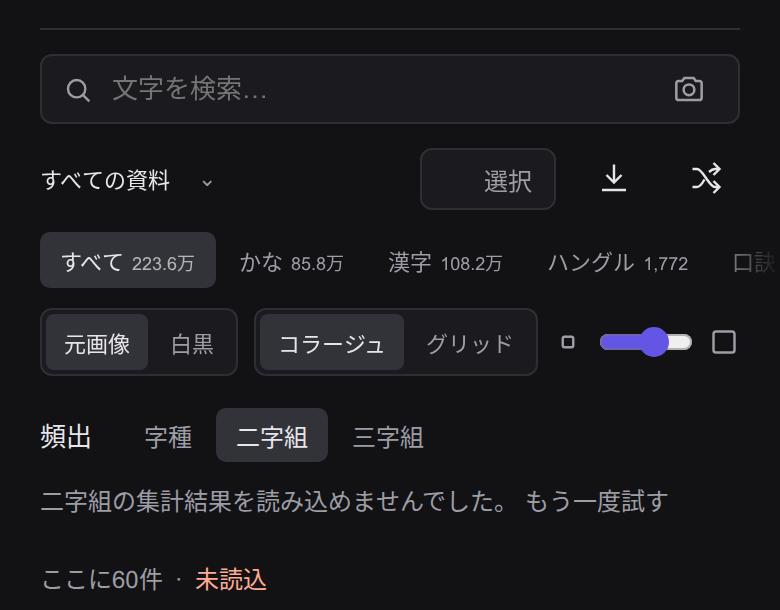 文字を検索…
すべての資料 選択
すべて 223.6万 かな 85.8万 漢字 108.2万 ハングル 1,772 口訣
元画像 白黒 コラージュ グリッド
頻出 字種 二字組 三字組
二字組の集計結果を読み込めませんでした。 もう一度試す
ここに60件 · 未読込